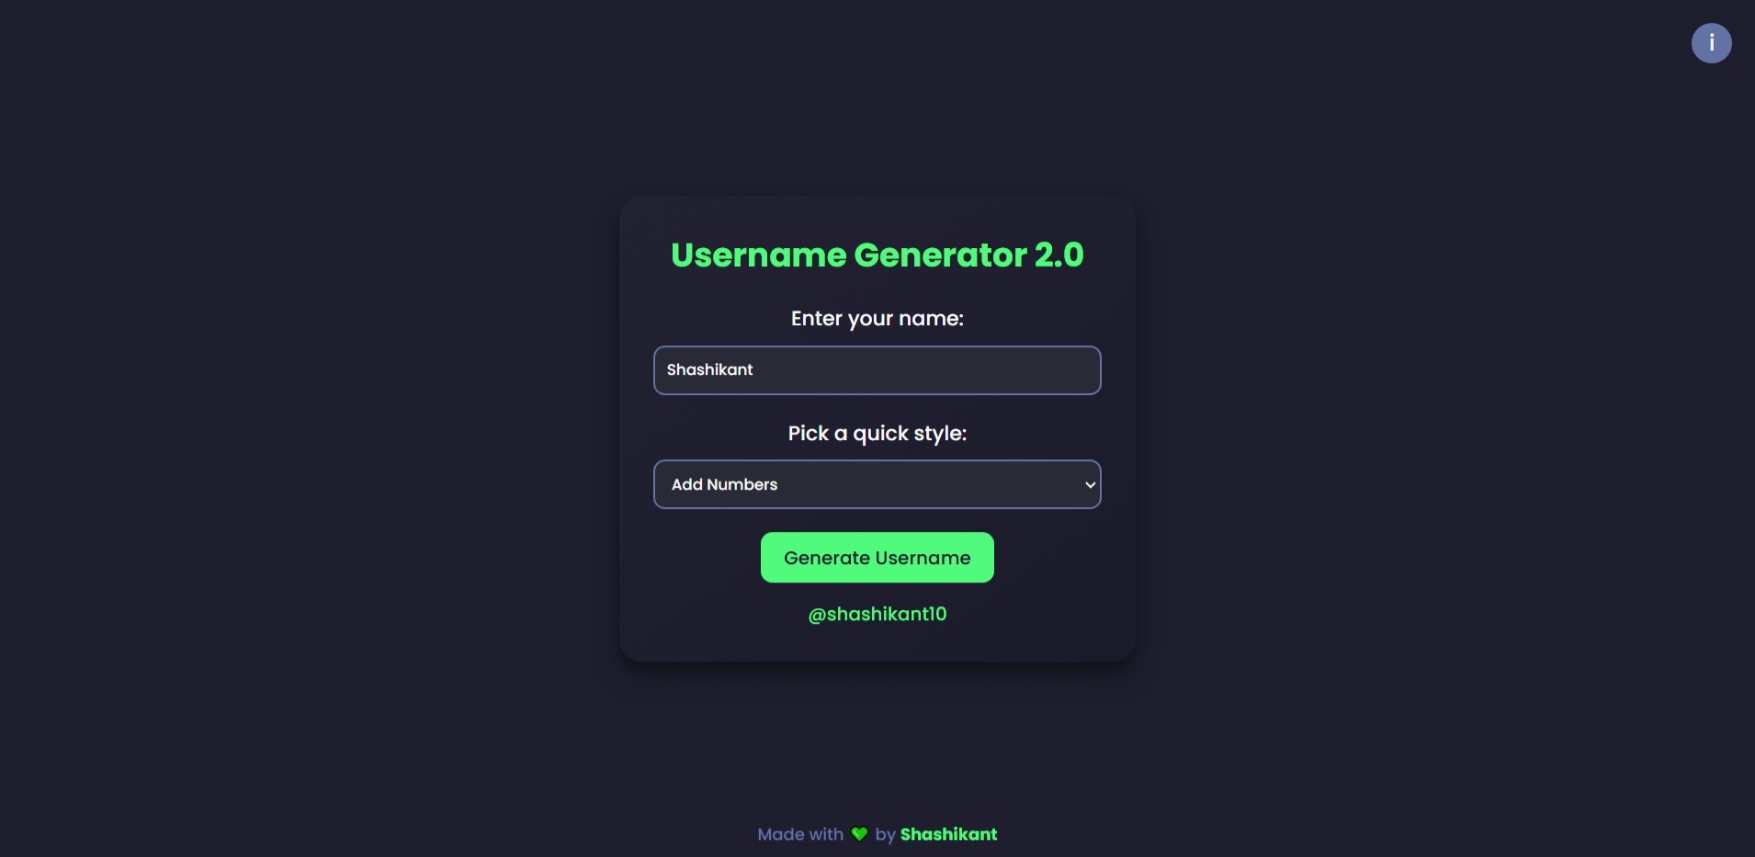 i
Username Generator 2.0
Enter your name:
Shashikant
Pick a quick style:
Add Numbers
Generate Username
@shashikant10
Made with 💚 by Shashikant